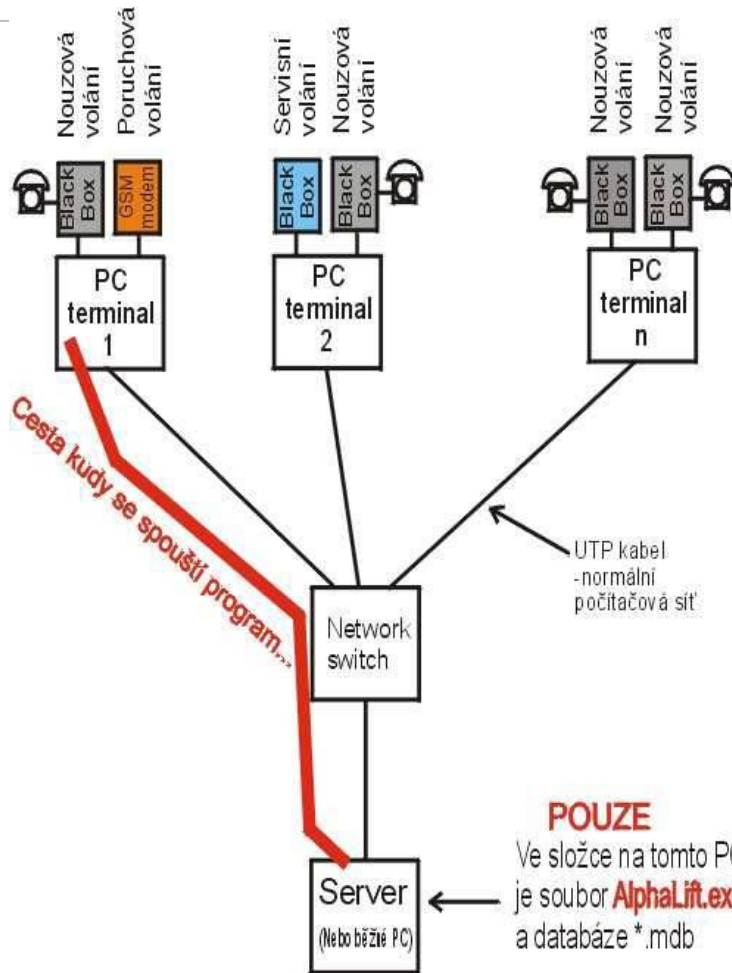 Nouzová
volání
Poruchová
volání
Servisní
volání
Nouzová
volání
Nouzová
volání
Nouzová
volání
Black
Box
GSM
modem
Black
Box
Black
Box
Black
Box
Black
Box
PC
terminal
1
PC
terminal
2
PC
terminal
n
Cesta kudy se spouští program...
UTP kabel
-normální
počítačová síť
Network
switch
POUZE
Ve složce na tomto PC
je soubor AlphaLift.ex
a databáze *.mdb
Server
(Nebo běžné PC)